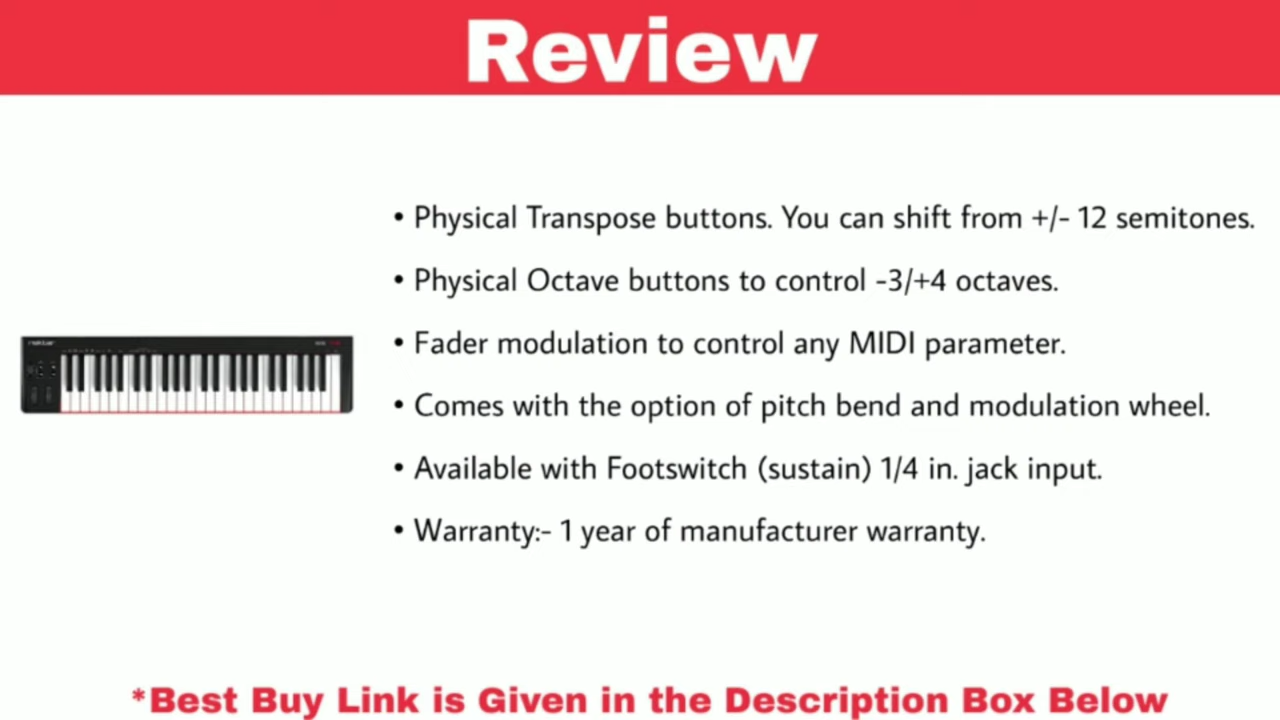 Review
• Physical Transpose buttons. You can shift from +/- 12 semitones.
• Physical Octave buttons to control -3/+4 octaves.
• Fader modulation to control any MIDI parameter.
• Comes with the option of pitch bend and modulation wheel.
• Available with Footswitch (sustain) 1/4 in. jack input.
• Warranty:- 1 year of manufacturer warranty.
nektar
*Best Buy Link is Given in the Description Box Below